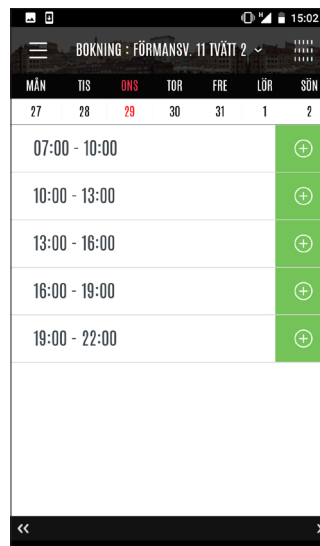 H 15:02
BOKNING : FÖRMANSV. 11 TVÄTT 2
MÅN TIS ONS TOR FRE LÖR SÖN
27 28 29 30 31 1 2
07:00 - 10:00
10:00 - 13:00
13:00 - 16:00
16:00 - 19:00
19:00 - 22:00